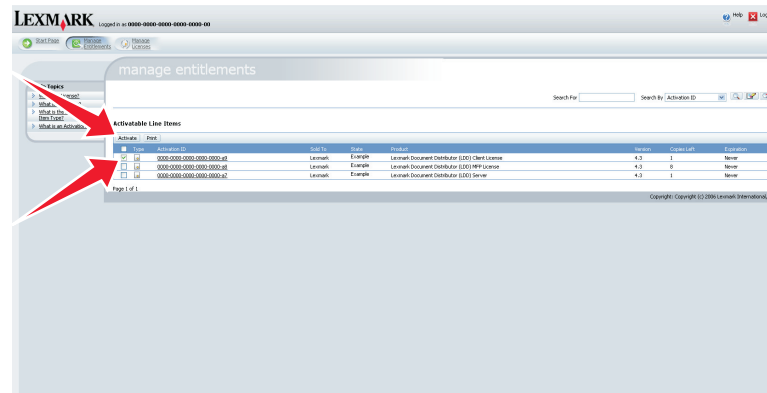 LEXMARK Logged in as 0000-0000-0000-0000-0000-00
Help Log
Start Page Manage Entitlements Manage Licenses
manage entitlements
Topics
What is the
Item Type?
What is an Activation
Search For Search By Activation ID
Activatable Line Items
Activate Print
Type Activation ID Sold To State Product Version Copies Left Expiration
0000-0000-0000-0000-0000-a9 Lexmark Example Lexmark Document Distributor (LDD) Client License 4.3 1 Never
0000-0000-0000-0000-0000-a8 Lexmark Example Lexmark Document Distributor (LDD) MFP License 4.3 8 Never
0000-0000-0000-0000-0000-a7 Lexmark Example Lexmark Document Distributor (LDD) Server 4.3 1 Never
Page 1 of 1
Copyright: Copyright (c) 2006 Lexmark International,